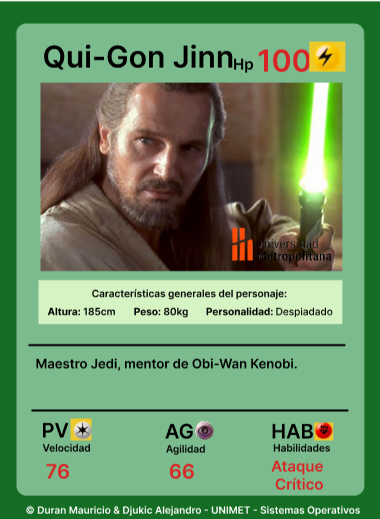 Qui-Gon Jinn Hp 100
Universidad
Metropolitana
Características generales del personaje:
Altura: 185cm Peso: 80kg Personalidad: Despiadado
Maestro Jedi, mentor de Obi-Wan Kenobi.
PV AG HAB
Velocidad Agilidad Habilidades
76 66 Ataque
Crítico
© Duran Mauricio & Djukic Alejandro - UNIMET - Sistemas Operativos